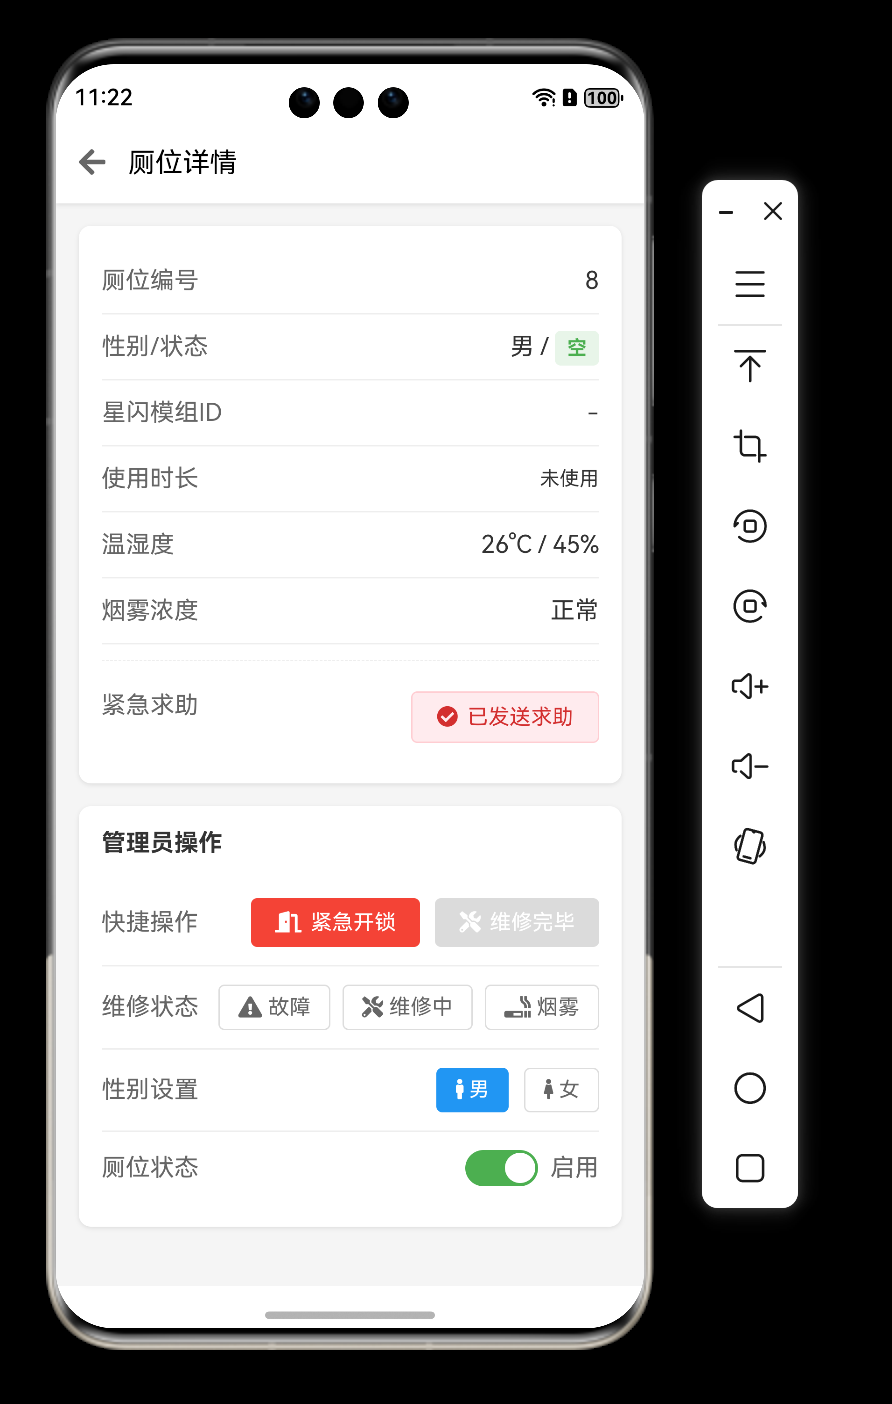 11:22
100
厕位详情
厕位编号 8
性别/状态 男 / 空
星闪模组ID -
使用时长 未使用
温湿度 26°C / 45%
烟雾浓度 正常
紧急求助 已发送求助
管理员操作
快捷操作 紧急开锁 维修完毕
维修状态 故障 维修中 烟雾
性别设置 男 女
厕位状态 启用